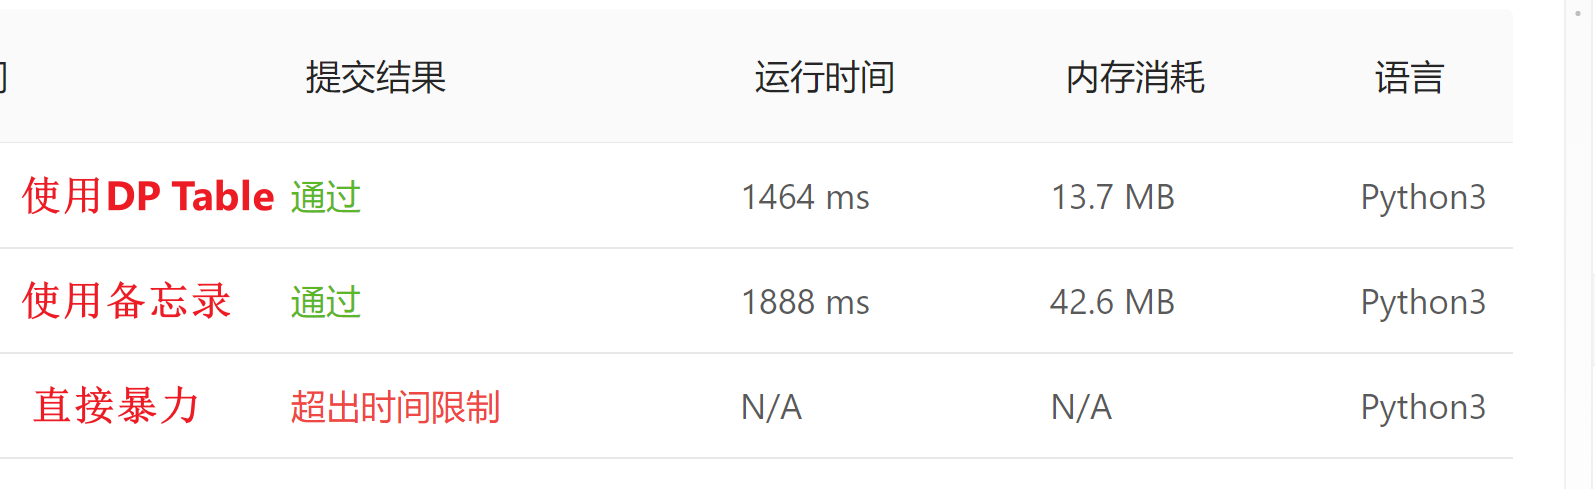 提交结果 运行时间 内存消耗 语言
使用DP Table 通过 1464 ms 13.7 MB Python3
使用备忘录 通过 1888 ms 42.6 MB Python3
直接暴力 超出时间限制 N/A N/A Python3